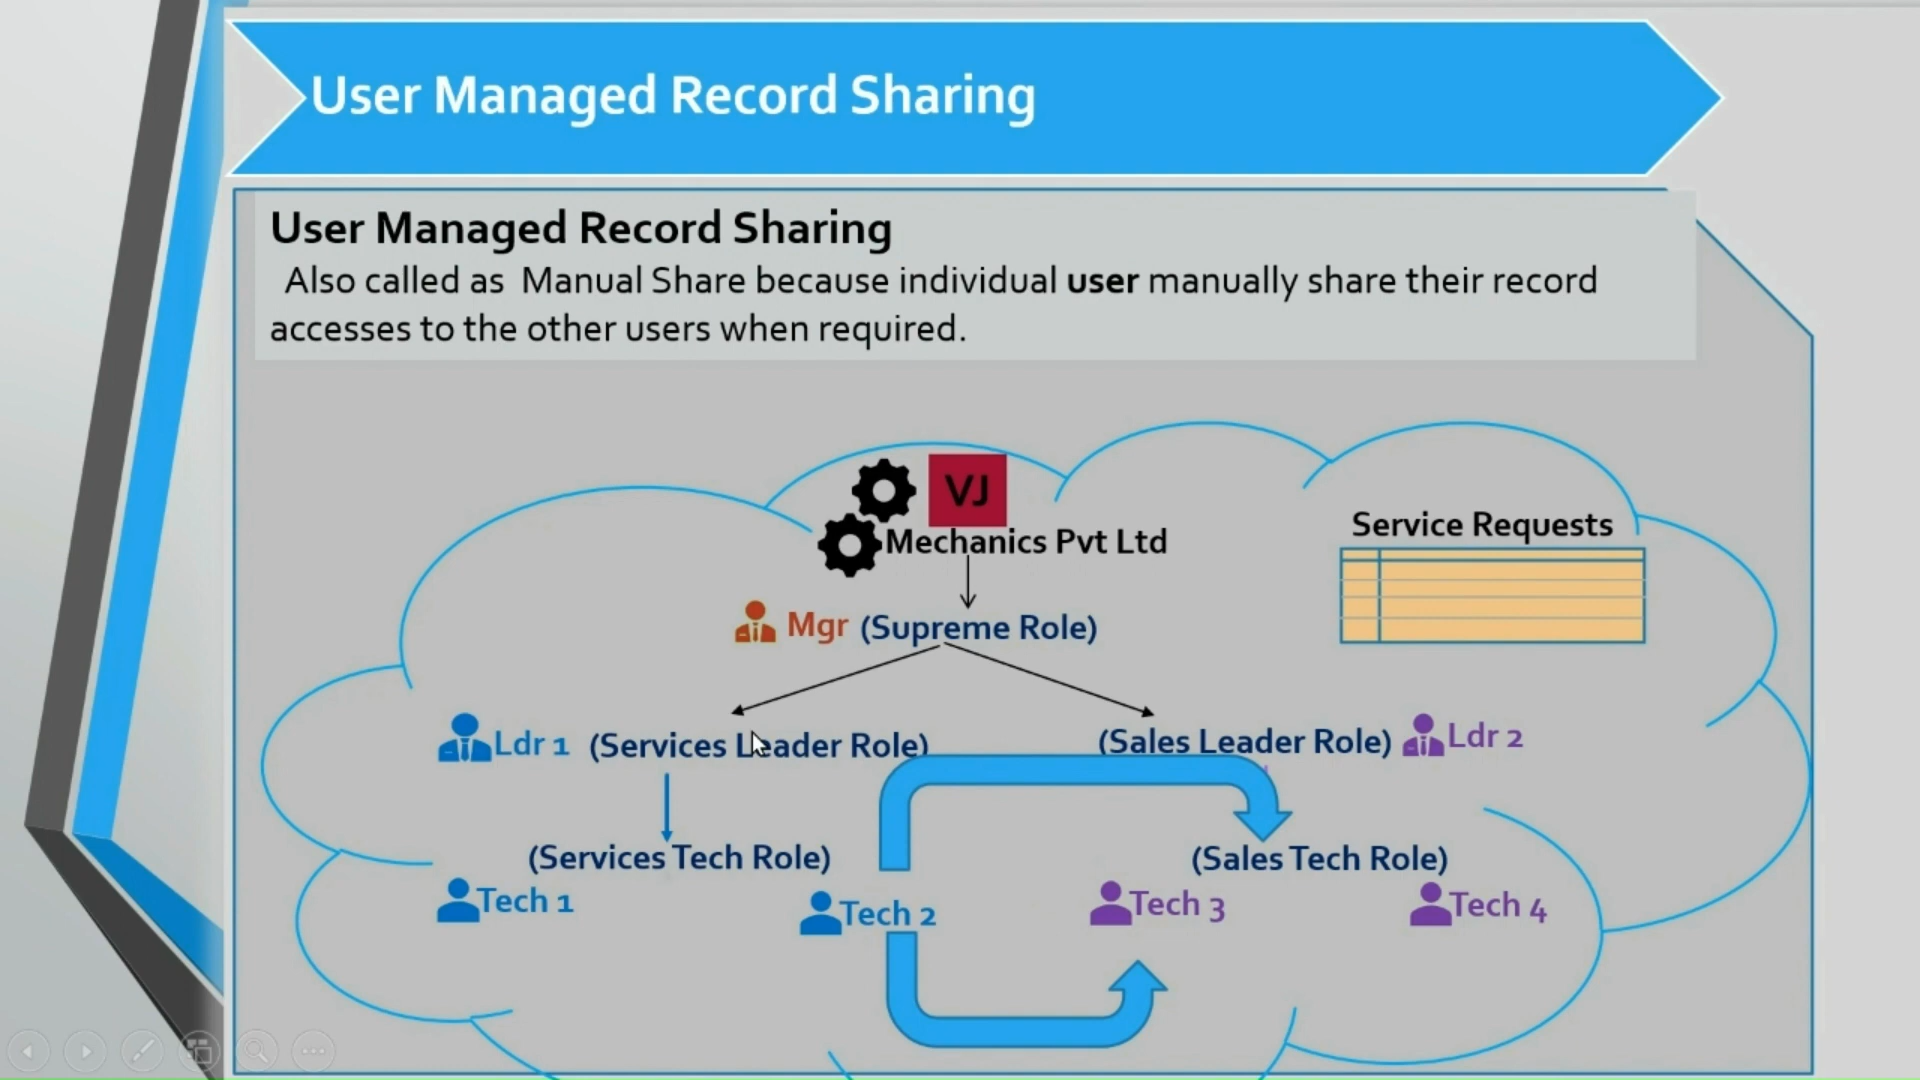 User Managed Record Sharing
User Managed Record Sharing
Also called as Manual Share because individual user manually share their record
accesses to the other users when required.
VJ
Mechanics Pvt Ltd
Service Requests
Mgr (Supreme Role)
Ldr 1 (Services Leader Role)
(Sales Leader Role) Ldr 2
(Services Tech Role)
(Sales Tech Role)
Tech 1
Tech 2
Tech 3
Tech 4